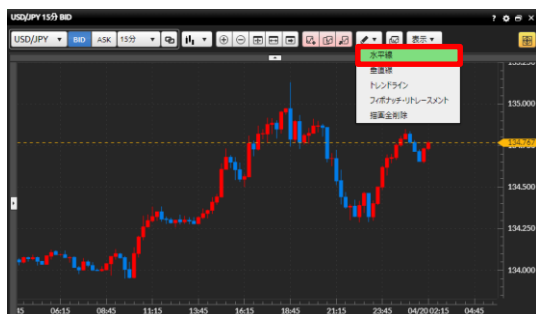 USD/JPY 15分 BID
USD/JPY BID ASK 15分 表示
水平線
垂直線
トレンドライン
フィボナッチ・リトレースメント
描画全削除
135.000
134.767
134.500
134.250
134.000
06:15 08:45 11:15 13:45 16:15 18:45 21:15 23:45 04/20 02:15 04:45